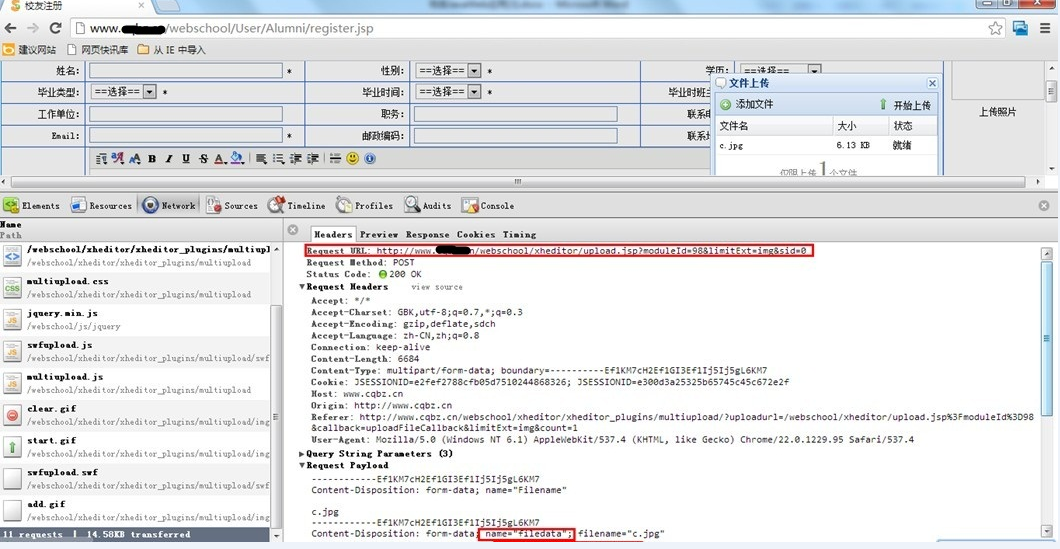 校友注册
www. /webschool/User/Alumni/register.jsp
建议网站 网页快讯库 从 IE 中导入
姓名: * 性别: ==选择== * 学历: ==选择==
毕业类型: ==选择== * 毕业时间: ==选择== * 毕业时班主
工作单位: 职务: 联系电
Email: * 邮政编码: 联系地
上传照片
文件上传
添加文件 开始上传
文件名 大小 状态
c.jpg 6.13 KB 就绪
仅限上传1个文件
Elements Resources Network Sources Timeline Profiles Audits Console
Name
Path
/webschool/xheditor/xheditor_plugins/multiupl
/webschool/xheditor/xheditor_plugins/multiupload
multiupload.css
/webschool/xheditor/xheditor_plugins/multiupload
jquery.min.js
/webschool/js/jquery
swfupload.js
/webschool/xheditor/xheditor_plugins/multiupload/swf
multiupload.js
/webschool/xheditor/xheditor_plugins/multiupload
clear.gif
/webschool/xheditor/xheditor_plugins/multiupload/img
start.gif
/webschool/xheditor/xheditor_plugins/multiupload/img
swfupload.swf
/webschool/xheditor/xheditor_plugins/multiupload/swf
add.gif
/webschool/xheditor/xheditor_plugins/multiupload/img
11 requests ❘ 14.58KB transferred
Headers Preview Response Cookies Timing
Request URL: http://www. n/webschool/xheditor/upload.jsp?moduleId=98&limitExt=img&sid=0
Request Method: POST
Status Code: 200 OK
Request Headers view source
Accept: */*
Accept-Charset: GBK,utf-8;q=0.7,*;q=0.3
Accept-Encoding: gzip,deflate,sdch
Accept-Language: zh-CN,zh;q=0.8
Connection: keep-alive
Content-Length: 6684
Content-Type: multipart/form-data; boundary=----------Ef1KM7cH2Ef1GI3Ef1Ij5Ij5gL6KM7
Cookie: JSESSIONID=e2fef2788cfb05d7510244868326; JSESSIONID=e300d3a25325b65745c45c672e2f
Host: www.cqbz.cn
Origin: http://www.cqbz.cn
Referer: http://www.cqbz.cn/webschool/xheditor/xheditor_plugins/multiupload/?uploadurl=/webschool/xheditor/upload.jsp%3FmoduleId%3D98
&callback=uploadFileCallback&limitExt=img&count=1
User-Agent: Mozilla/5.0 (Windows NT 6.1) AppleWebKit/537.4 (KHTML, like Gecko) Chrome/22.0.1229.95 Safari/537.4
Query String Parameters (3)
Request Payload
------------Ef1KM7cH2Ef1GI3Ef1Ij5Ij5gL6KM7
Content-Disposition: form-data; name="Filename"
c.jpg
------------Ef1KM7cH2Ef1GI3Ef1Ij5Ij5gL6KM7
Content-Disposition: form-data; name="filedata"; filename="c.jpg"